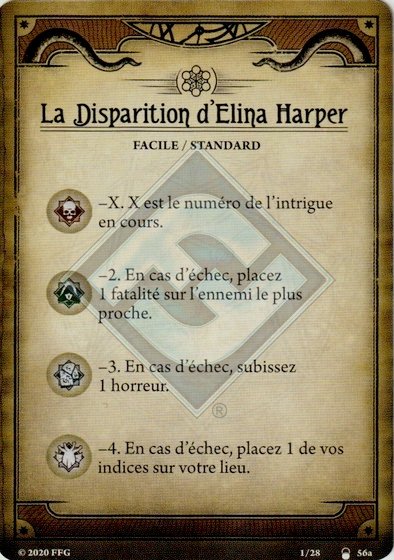 La Disparition d'Elina Harper
FACILE / STANDARD
–X. X est le numéro de l'intrigue
en cours.
–2. En cas d'échec, placez
1 fatalité sur l'ennemi le plus
proche.
–3. En cas d'échec, subissez
1 horreur.
–4. En cas d'échec, placez 1 de vos
indices sur votre lieu.
®
© 2020 FFG 1/28 56a